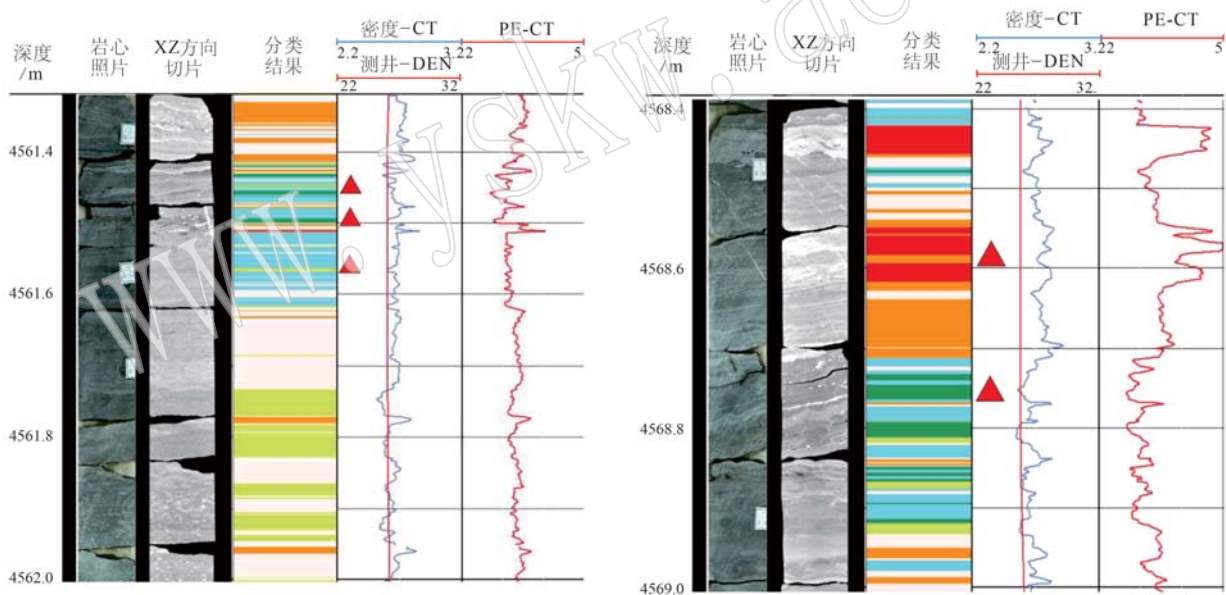 深度
/m
岩心
照片
XZ方向
切片
分类
结果
密度-CT
2.2 3.22
测井-DEN
22 32
PE-CT
5
4561.4
4561.6
4561.8
4562.0
深度
/m
岩心
照片
XZ方向
切片
分类
结果
密度-CT
2.2 3.22
测井-DEN
22 32
PE-CT
5
4568.4
4568.6
4568.8
4569.0
www.yskw.ac